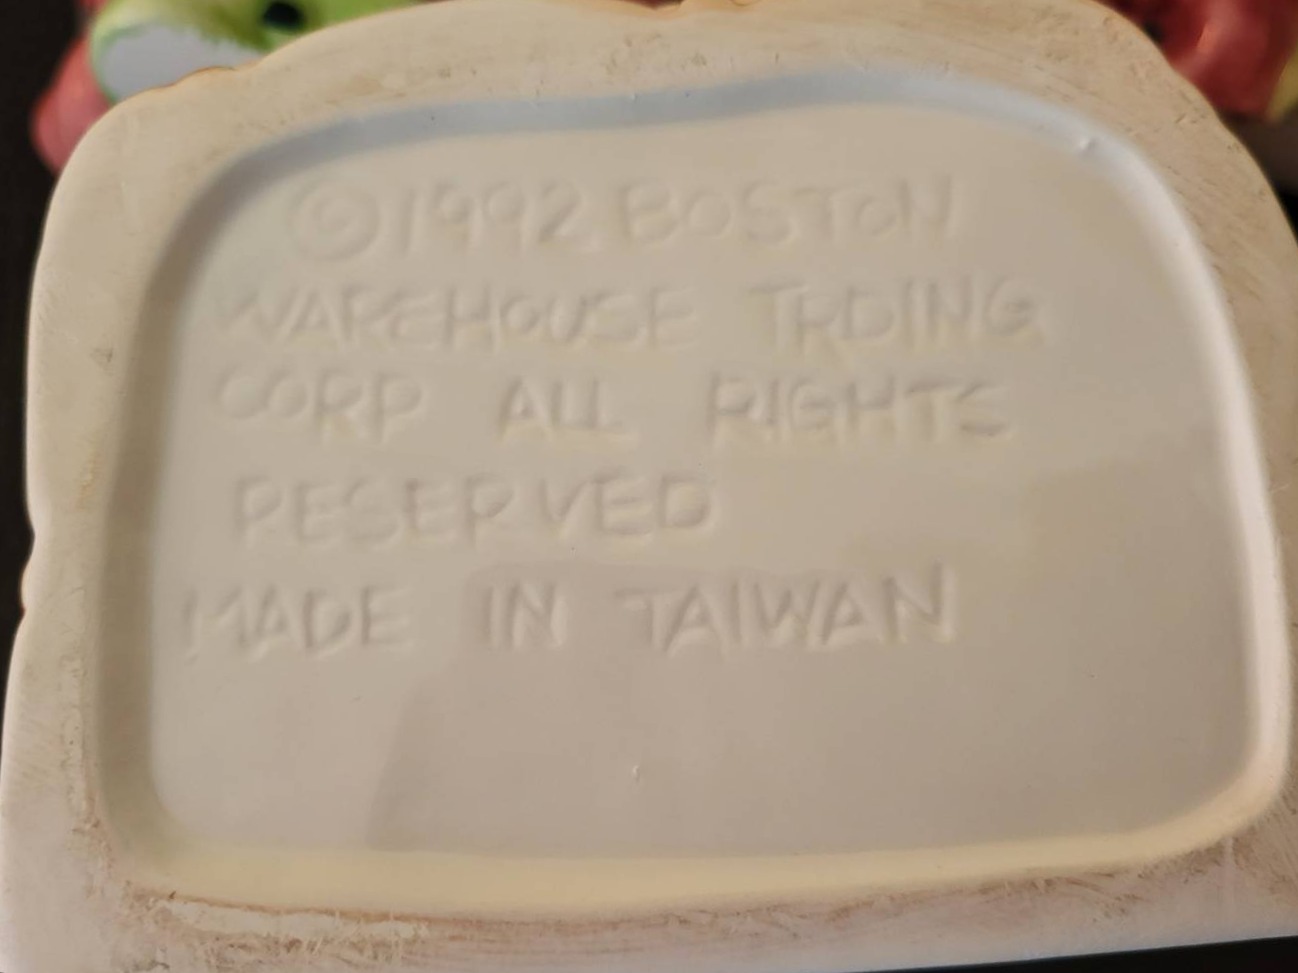 ©1992 BOSTON
WAREHOUSE TRDING
CORP ALL RIGHTS
RESERVED
MADE IN TAIWAN